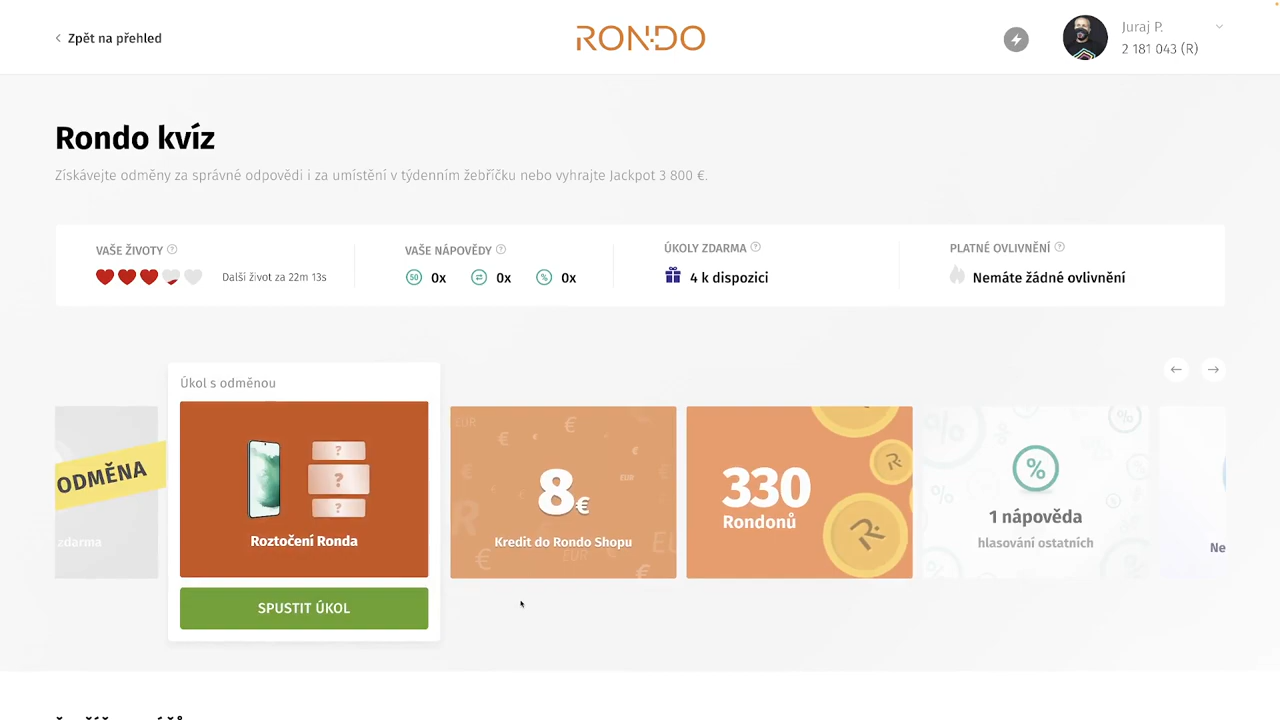 Zpět na přehled
RONDO
Juraj P.
2 181 043 (R)
Rondo kvíz
Získávejte odměny za správné odpovědi i za umístění v týdenním žebříčku nebo vyhrajte Jackpot 3 800 €.
VAŠE ŽIVOTY ?
Další život za 22m 13s
VAŠE NÁPOVĚDY ?
50 0x 0x % 0x
ÚKOLY ZDARMA ?
4 k dispozici
PLATNÉ OVLIVNĚNÍ ?
Nemáte žádné ovlivnění
ODMĚNA
zdarma
Úkol s odměnou
?
?
?
Roztočení Ronda
SPUSTIT ÚKOL
8€
Kredit do Rondo Shopu
330
Rondonů
%
1 nápověda
hlasování ostatních
Ne